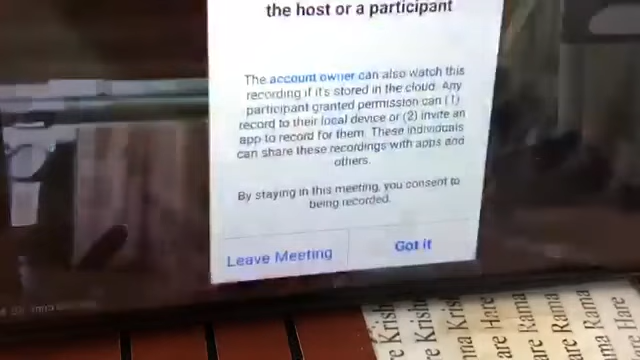 the host or a participant
The account owner can also watch this
recording if it's stored in the cloud. Any
participant granted permission can (1)
record to their local device or (2) invite an
app to record for them. These individuals
can share these recordings with apps and
others.
By staying in this meeting, you consent to
being recorded.
Leave Meeting
Got it
Krish
Krish
Kris
Hare
Rama
Rama
Rama
Hare